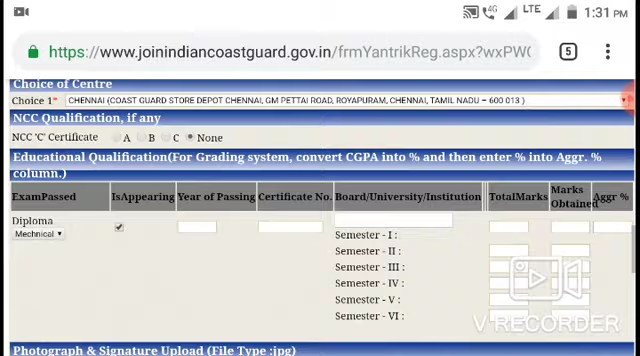 4G LTE 1:31 PM
https://www.joinindiancoastguard.gov.in/frmYantrikReg.aspx?wxPWC 5
Choice of Centre
Choice 1* CHENNAI (COAST GUARD STORE DEPOT CHENNAI, GM PETTAI ROAD, ROYAPURAM, CHENNAI, TAMIL NADU – 600 013 )
NCC Qualification, if any
NCC 'C' Certificate A B C None
Educational Qualification(For Grading system, convert CGPA into % and then enter % into Aggr. %
column.)
ExamPassed IsAppearing Year of Passing Certificate No. Board/University/Institution TotalMarks Marks Obtained Aggr %
Diploma
Mechnical
Semester - I :
Semester - II :
Semester - III :
Semester - IV :
Semester - V :
Semester - VI :
V RECORDER
Photograph & Signature Upload (File Type :jpg)